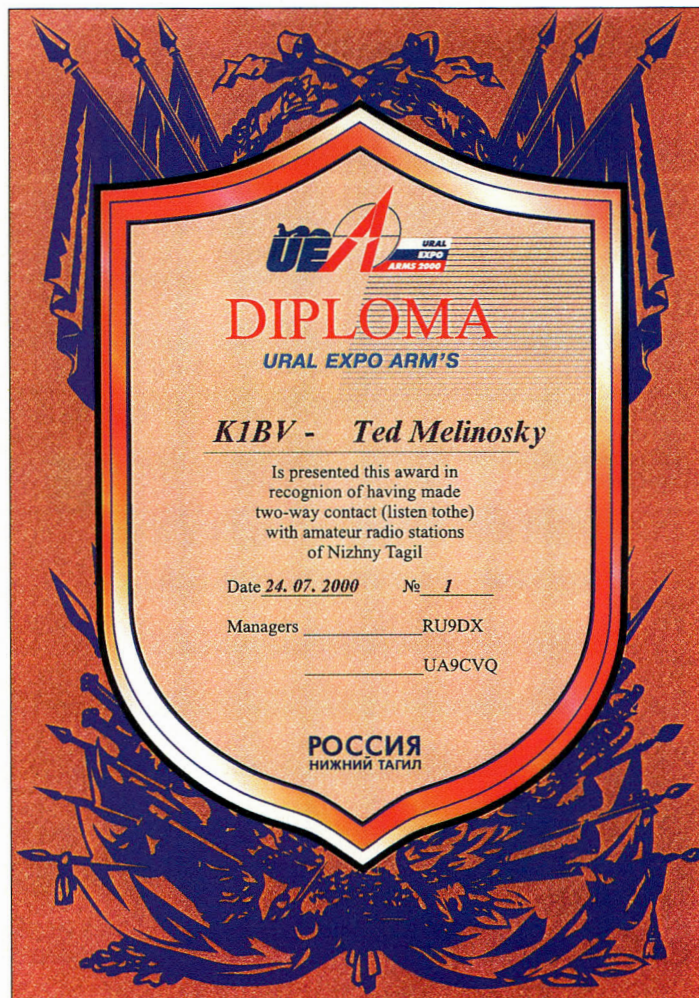 UEA
URAL
EXPO
ARMS 2000
DIPLOMA
URAL EXPO ARM'S
K1BV - Ted Melinosky
Is presented this award in
recognion of having made
two-way contact (listen tothe)
with amateur radio stations
of Nizhny Tagil
Date 24. 07. 2000 № 1
Managers RU9DX
UA9CVQ
РОССИЯ
НИЖНИЙ ТАГИЛ